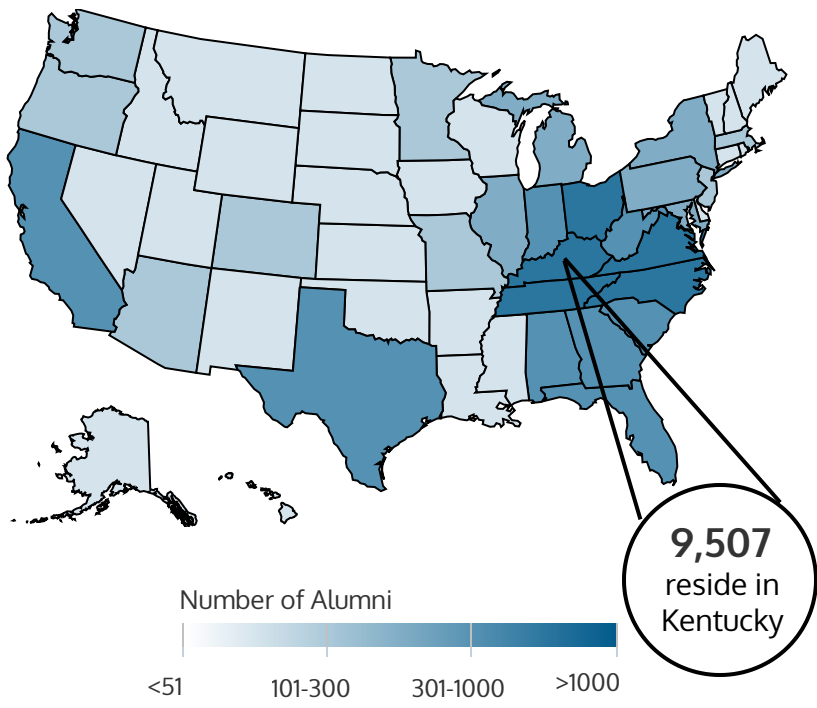 9,507
reside in
Kentucky
Number of Alumni
<51 101-300 301-1000 >1000